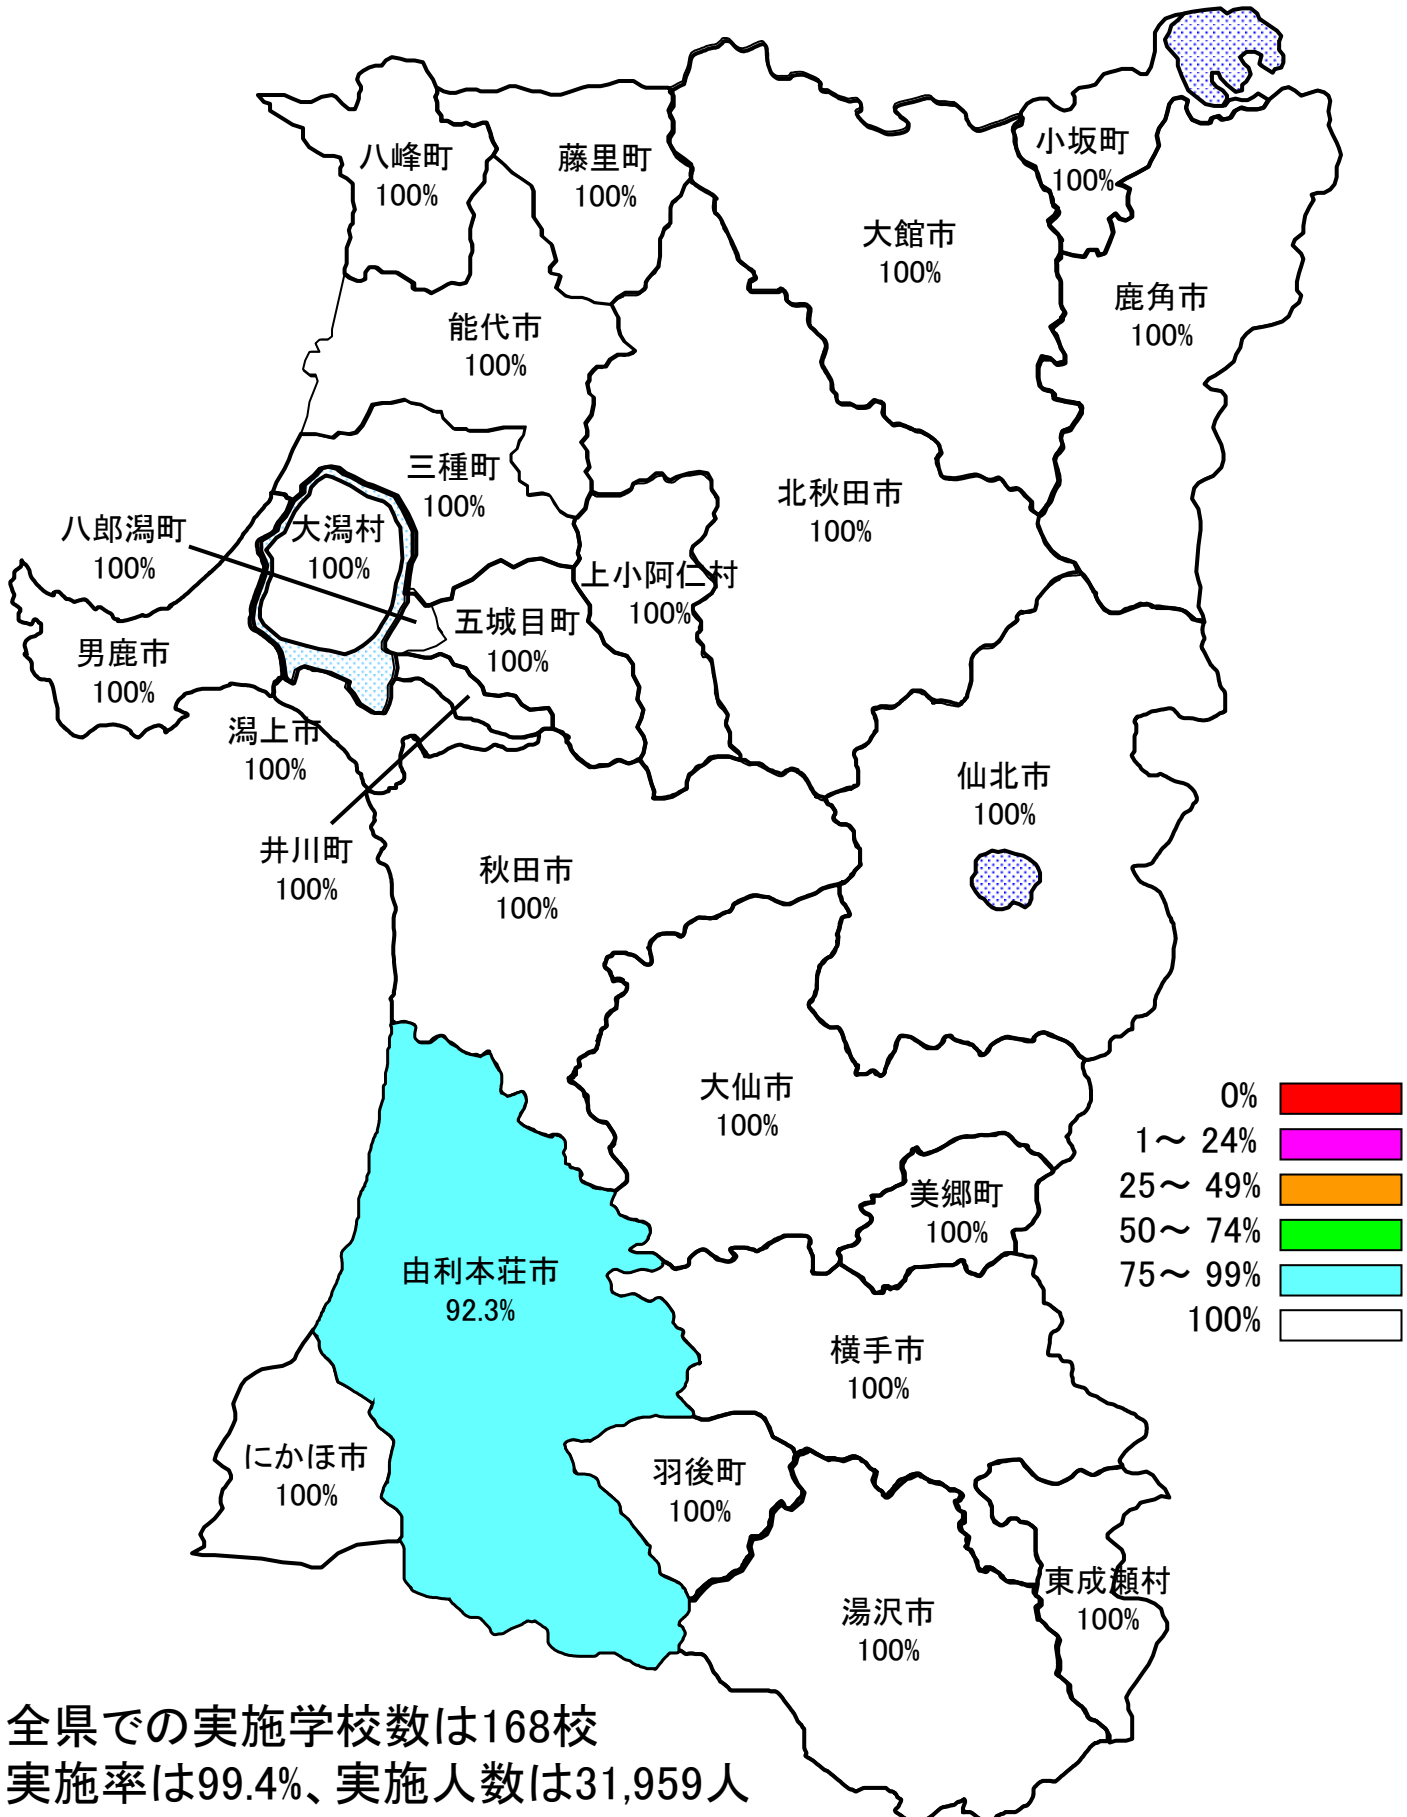 八峰町
100%
藤里町
100%
小坂町
100%
大館市
100%
鹿角市
100%
能代市
100%
三種町
100%
北秋田市
100%
八郎潟町
100%
大潟村
100%
上小阿仁村
100%
五城目町
100%
男鹿市
100%
潟上市
100%
仙北市
100%
井川町
100%
秋田市
100%
大仙市
100%
0%
1～ 24%
25～ 49%
50～ 74%
75～ 99%
100%
美郷町
100%
由利本荘市
92.3%
横手市
100%
にかほ市
100%
羽後町
100%
東成瀬村
100%
湯沢市
100%
全県での実施学校数は168校
実施率は99.4%、実施人数は31,959人